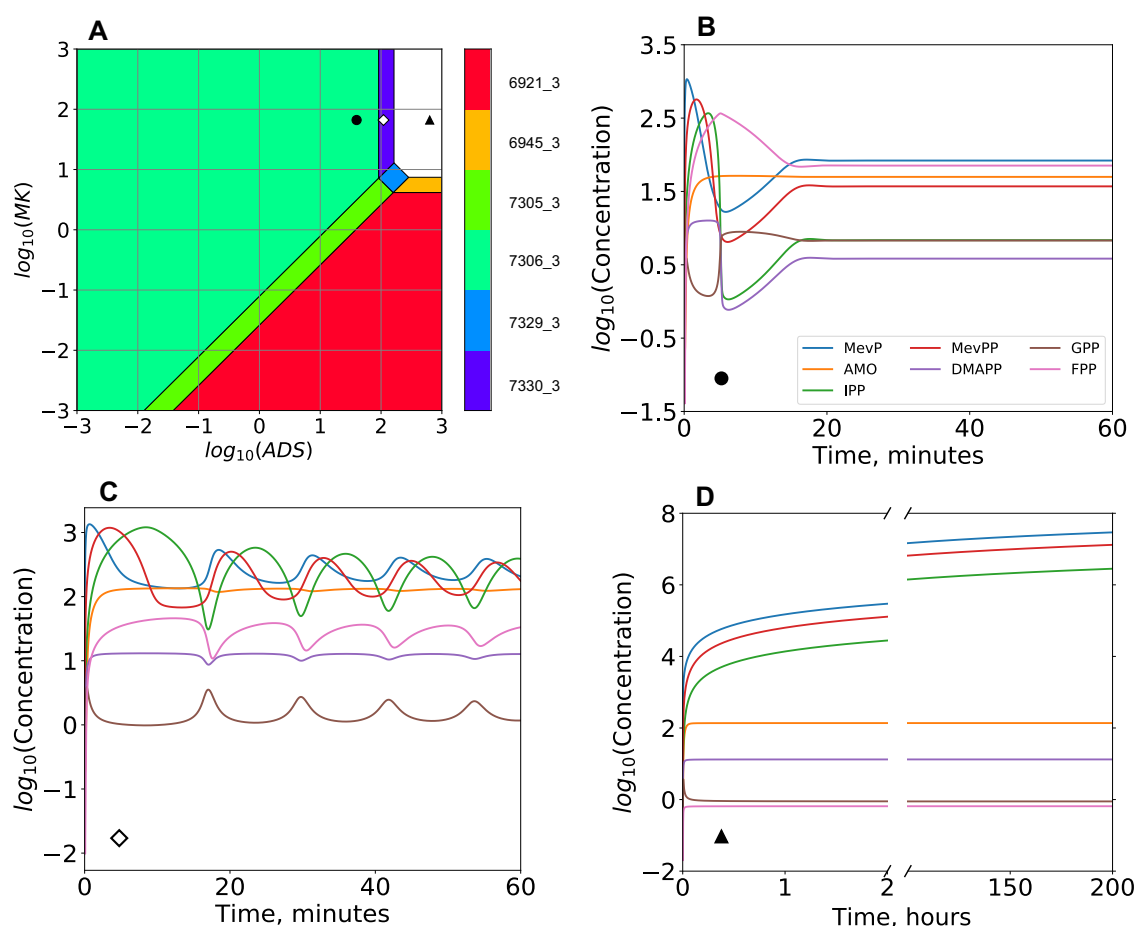 A
3
2
1
0
−1
−2
−3
−3
−2
−1
0
1
2
3
log10(MK)
log10(ADS)
6921_3
6945_3
7305_3
7306_3
7329_3
7330_3
B
3.5
2.5
1.5
0.5
−0.5
−1.5
0
20
40
60
log10(Concentration)
Time, minutes
MevP
MevPP
GPP
AMO
DMAPP
FPP
IPP
C
3
2
1
0
−1
−2
0
20
40
60
log10(Concentration)
Time, minutes
D
8
6
4
2
0
−2
0
1
2
150
200
log10(Concentration)
Time, hours